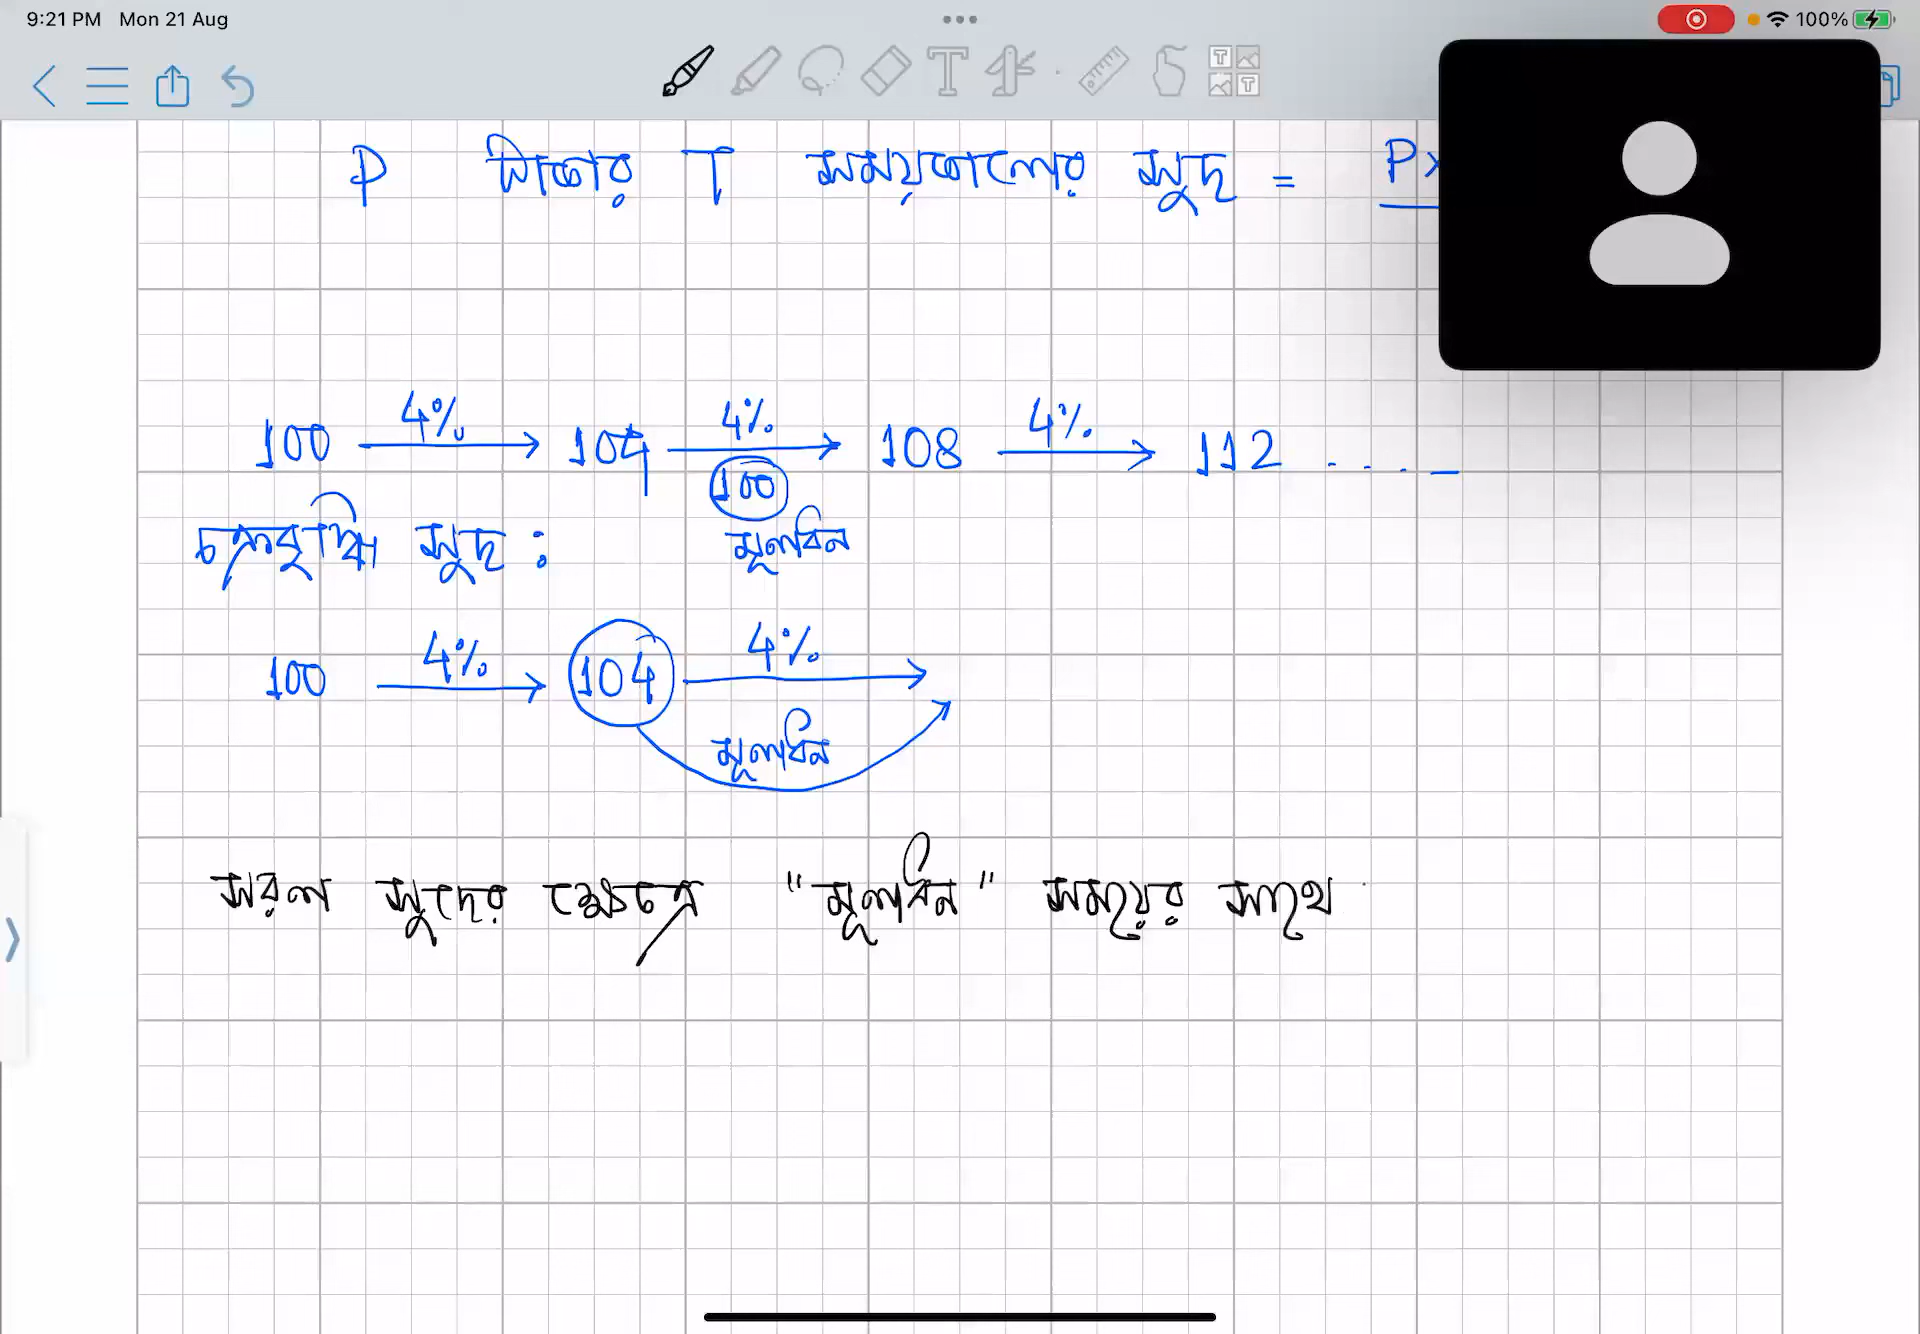 9:21 PM Mon 21 Aug 100%
P টাকার T সময়কালের সুদ = P×
100 4% 104 4% 108 4% 112 ....
100
চক্রবৃদ্ধি সুদ : মূলধন
100 4% 104 4%
মূলধন
সরল সুদের ক্ষেত্রে "মূলধন" সময়ের সাথে